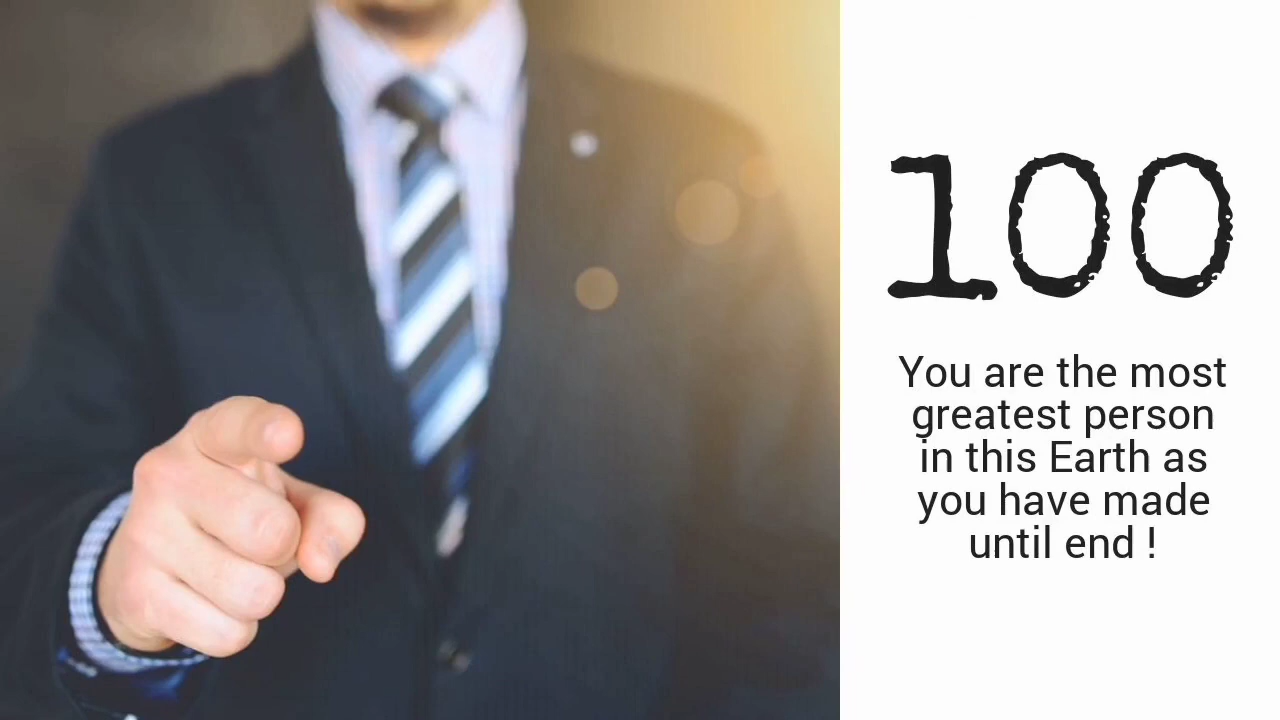 100
You are the most
greatest person
in this Earth as
you have made
until end !